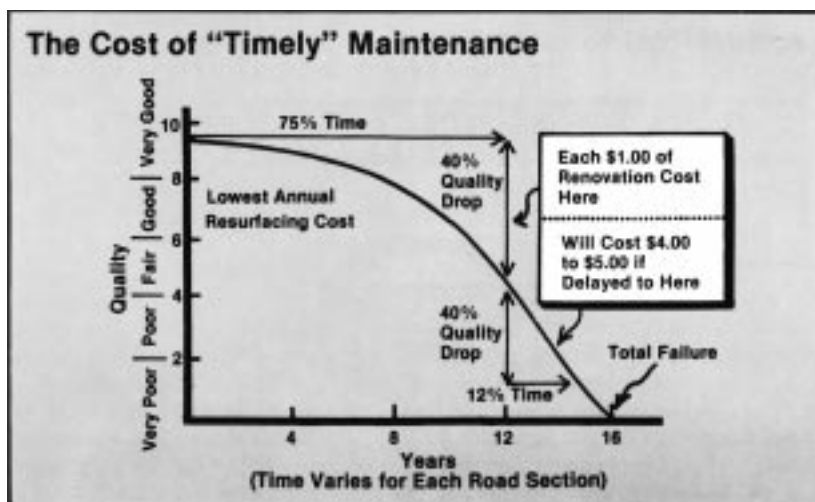 The Cost of "Timely" Maintenance
75% Time
40%
Quality
Drop
Each $1.00 of
Renovation Cost
Here
Will Cost $4.00
to $5.00 if
Delayed to Here
Lowest Annual
Resurfacing Cost
40%
Quality
Drop
12% Time
Total Failure
Quality
Very Good
Good
Fair
Poor
Very Poor
10
8
6
4
2
4
8
12
16
Years
(Time Varies for Each Road Section)